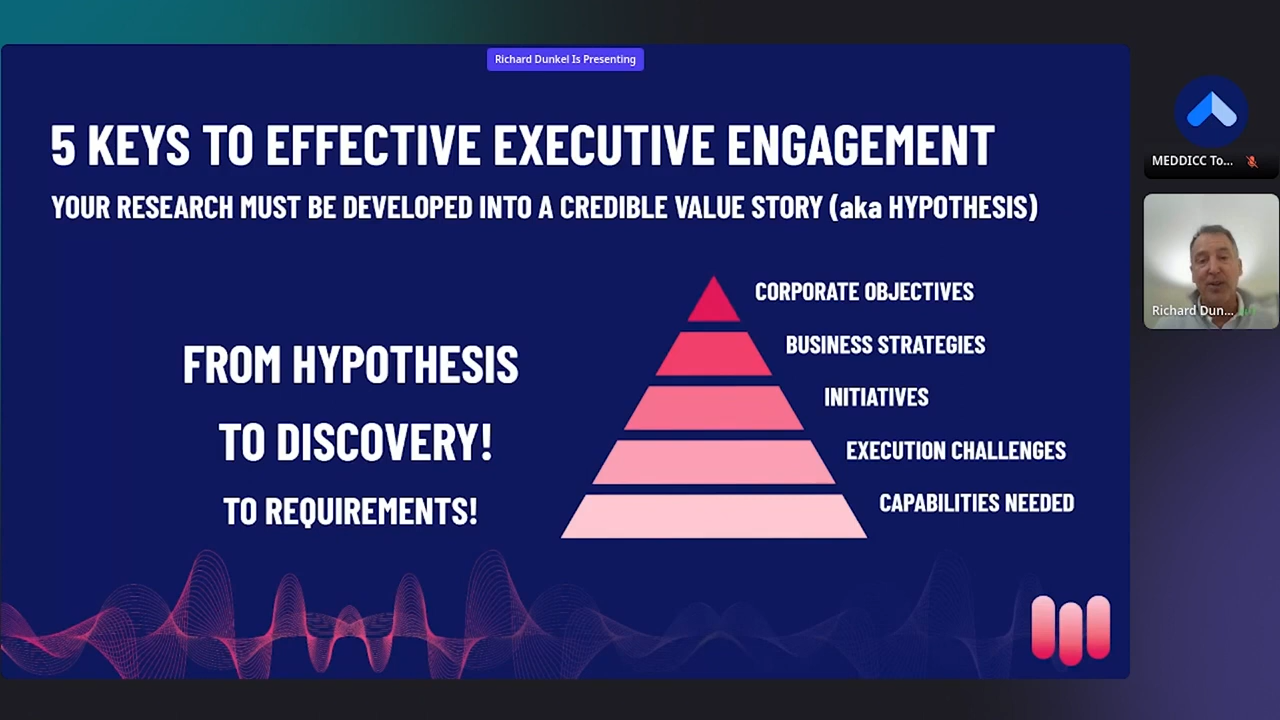 Richard Dunkel Is Presenting
5 KEYS TO EFFECTIVE EXECUTIVE ENGAGEMENT
YOUR RESEARCH MUST BE DEVELOPED INTO A CREDIBLE VALUE STORY (aka HYPOTHESIS)
FROM HYPOTHESIS
TO DISCOVERY!
TO REQUIREMENTS!
CORPORATE OBJECTIVES
BUSINESS STRATEGIES
INITIATIVES
EXECUTION CHALLENGES
CAPABILITIES NEEDED
MEDDICC To...
Richard Dun...